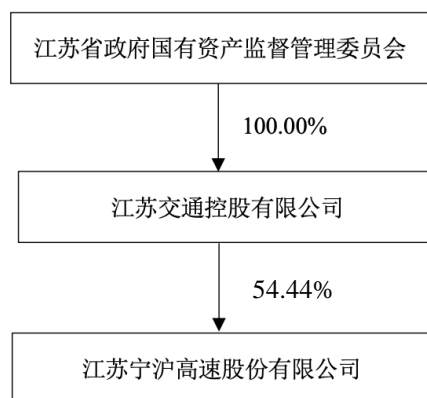 江苏省政府国有资产监督管理委员会
100.00%
江苏交通控股有限公司
54.44%
江苏宁沪高速股份有限公司